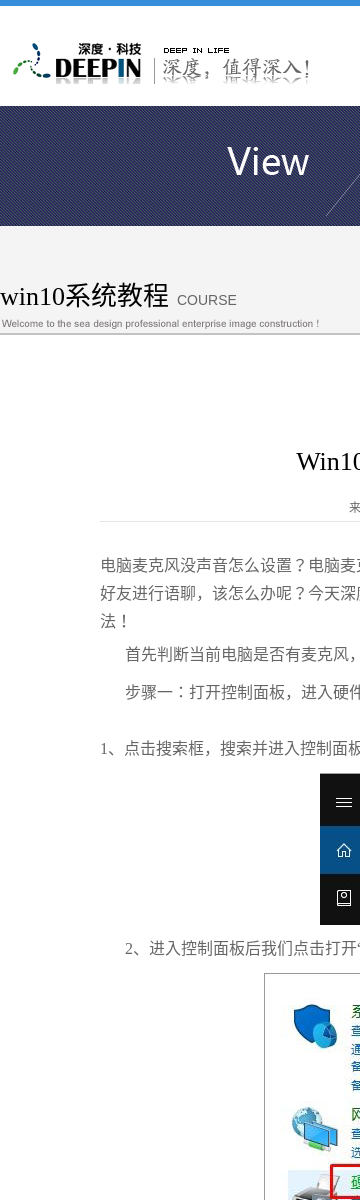 深度·科技
DEEPIN
DEEP IN LIFE
深度，值得深入！
View
win10系统教程 COURSE
Welcome to the sea design professional enterprise image construction !
Win10
来
电脑麦克风没声音怎么设置？电脑麦
好友进行语聊，该怎么办呢？今天深
法！
首先判断当前电脑是否有麦克风，
步骤一：打开控制面板，进入硬件
1、点击搜索框，搜索并进入控制面板
2、进入控制面板后我们点击打开“
系
查
通
备
备
网
查
选
硬